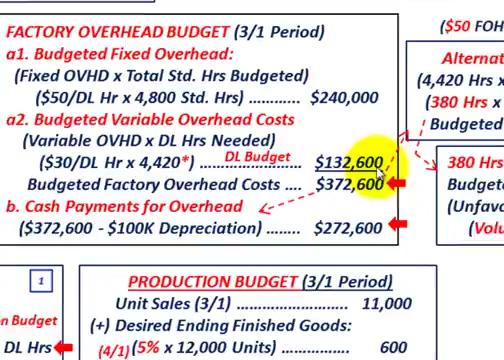 FACTORY OVERHEAD BUDGET (3/1 Period)
a1. Budgeted Fixed Overhead:
(Fixed OVHD x Total Std. Hrs Budgeted)
($50/DL Hr x 4,800 Std. Hrs) ............ $240,000
a2. Budgeted Variable Overhead Costs
(Variable OVHD x DL Hrs Needed)
($30/DL Hr x 4,420*) ...DL Budget... $132,600
Budgeted Factory Overhead Costs .... $372,600
b. Cash Payments for Overhead
($372,600 - $100K Depreciation) ........ $272,600
($50 FOH
Alternat
(4,420 Hrs x
(380 Hrs x
Budgeted
380 Hrs
Budget
(Unfavo
(Volu
1
n Budget
DL Hrs
PRODUCTION BUDGET (3/1 Period)
Unit Sales (3/1) .......................... 11,000
(+) Desired Ending Finished Goods:
(4/1) (5% x 12,000 Units) ................ 600